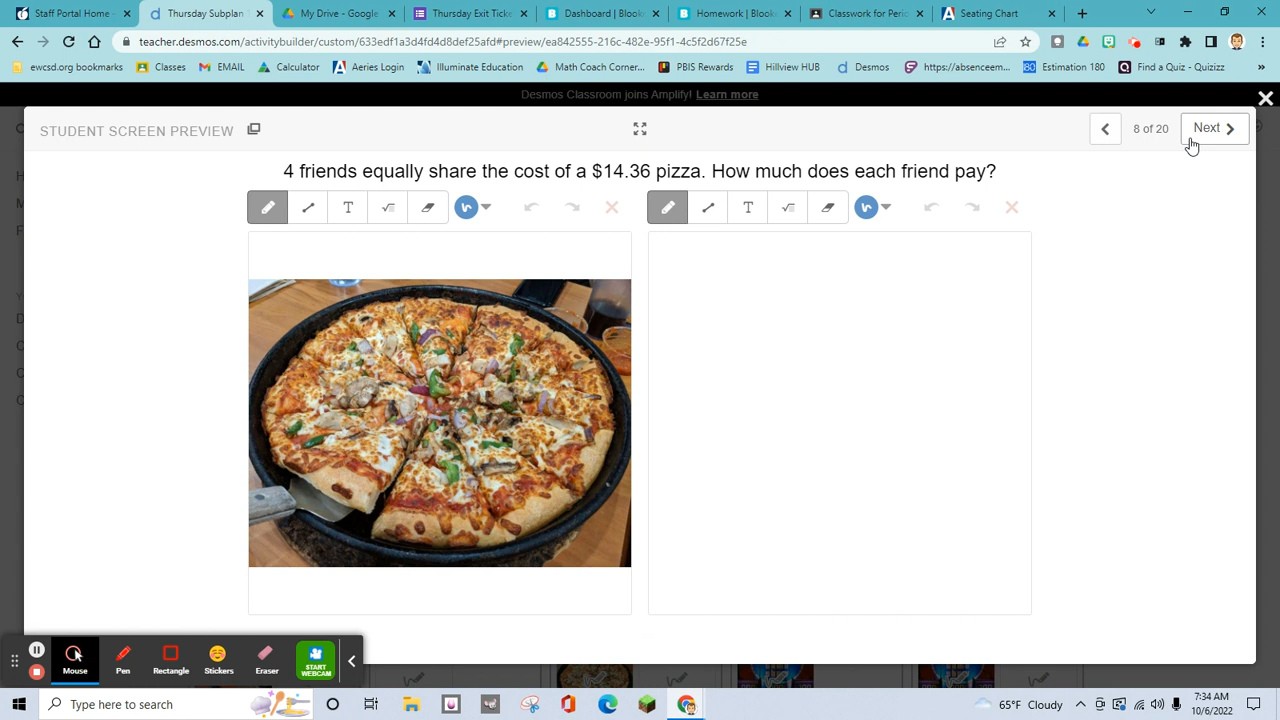 Staff Portal Home -
Thursday Subplan
My Drive - Google
Thursday Exit Ticke
Dashboard | Blook
Homework | Blook
Classwork for Peri
Seating Chart
teacher.desmos.com/activitybuilder/custom/633edf1a3d4fd4d8def25afd#preview/ea842555-216c-482e-95f1-4c5f2d67f25e
ewcsd.org bookmarks
Classes
EMAIL
Calculator
Aeries Login
Illuminate Education
Math Coach Corner...
PBIS Rewards
Hillview HUB
Desmos
https://absenceem...
Estimation 180
Find a Quiz - Quizizz
»
Desmos Classroom joins Amplify! Learn more
STUDENT SCREEN PREVIEW
8 of 20
Next
4 friends equally share the cost of a $14.36 pizza. How much does each friend pay?
T
T
Mouse
Pen
Rectangle
Stickers
Eraser
START
WEBCAM
Type here to search
65°F Cloudy
7:34 AM
10/6/2022